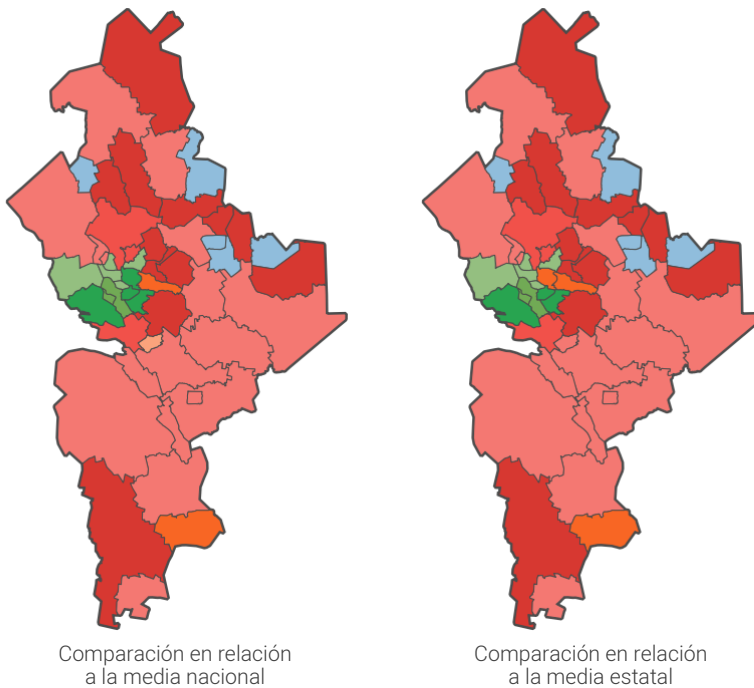 Comparación en relación
a la media nacional
Comparación en relación
a la media estatal